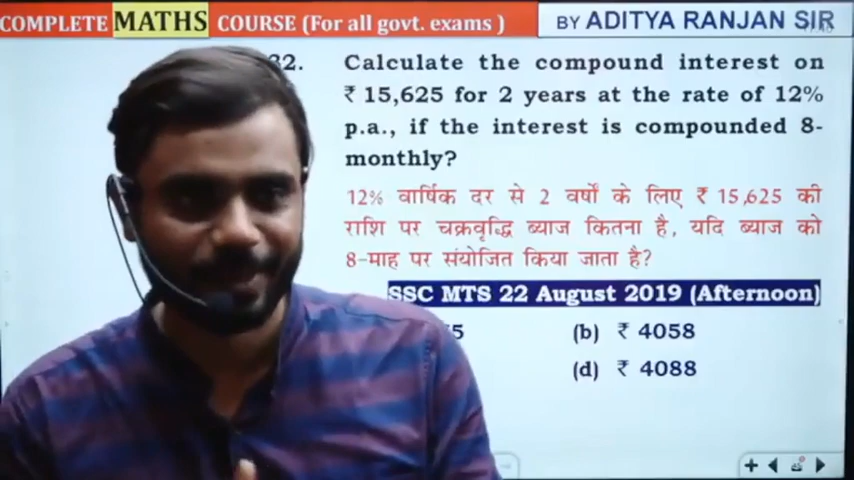 COMPLETE MATHS COURSE (For all govt. exams )
BY ADITYA RANJAN SIR
32. Calculate the compound interest on
₹ 15,625 for 2 years at the rate of 12%
p.a., if the interest is compounded 8-
monthly?
12% वार्षिक दर से 2 वर्षों के लिए ₹ 15,625 की
राशि पर चक्रवृद्धि ब्याज कितना है, यदि ब्याज को
8-माह पर संयोजित किया जाता है?
SSC MTS 22 August 2019 (Afternoon)
(b) ₹ 4058
(d) ₹ 4088